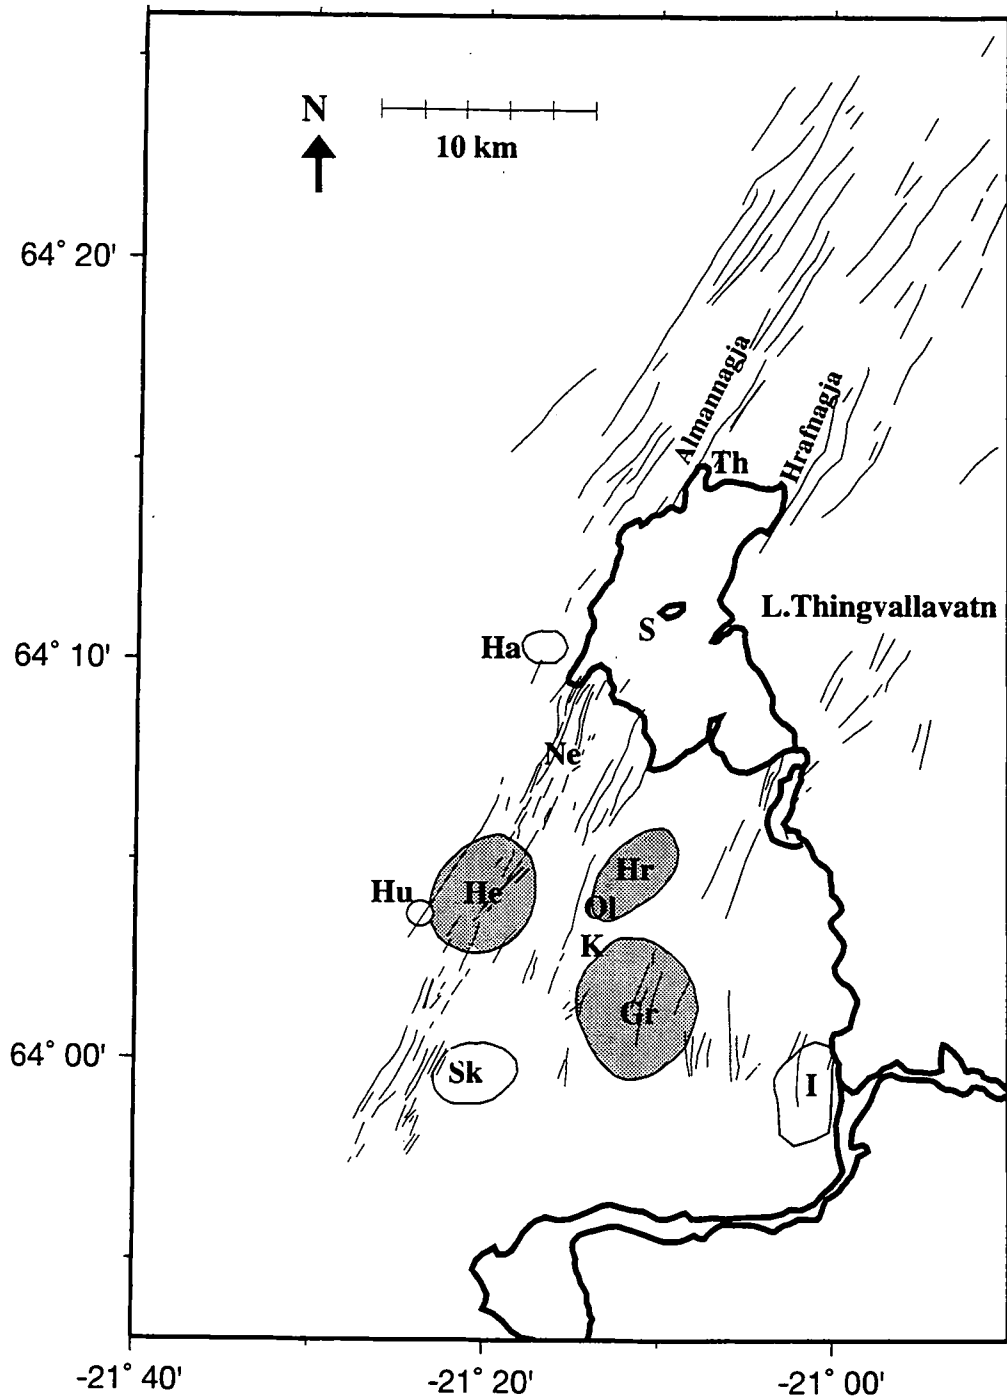 N
10 km
64° 20'
Almannagja
Th
Hrafnagja
L.Thingvallavatn
S
Ha
64° 10'
Ne
Hu
He
Hr
Ol
K
Gr
64° 00'
Sk
I
-21° 40'
-21° 20'
-21° 00'